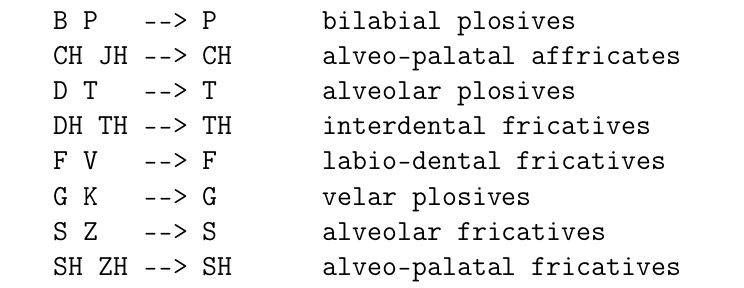 B P --> P bilabial plosives
CH JH --> CH alveo-palatal affricates
D T --> T alveolar plosives
DH TH --> TH interdental fricatives
F V --> F labio-dental fricatives
G K --> G velar plosives
S Z --> S alveolar fricatives
SH ZH --> SH alveo-palatal fricatives